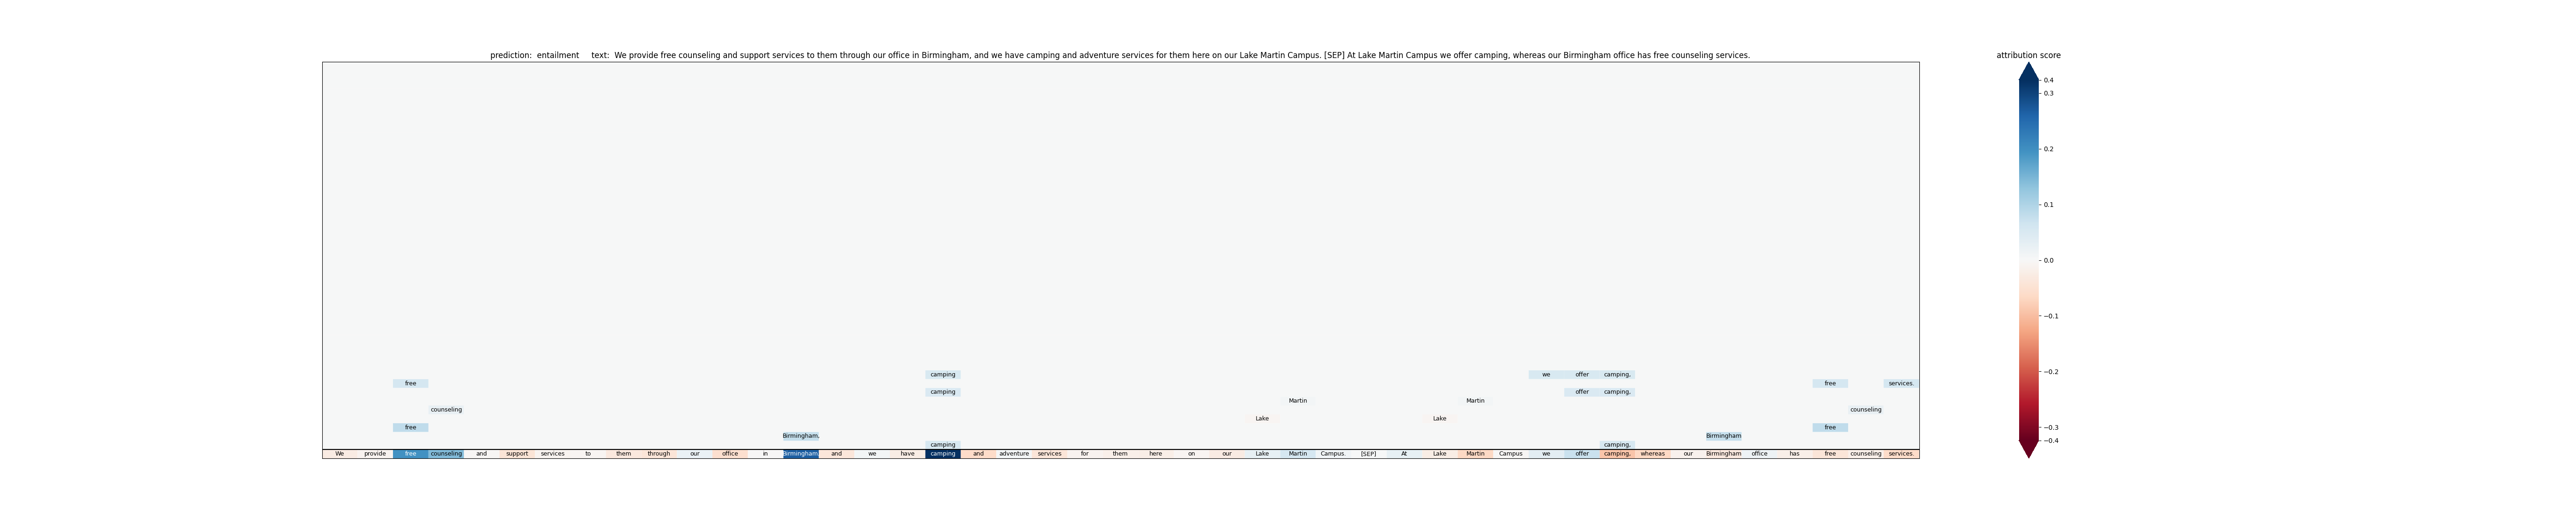 prediction:  entailment     text:  We provide free counseling and support services to them through our office in Birmingham, and we have camping and adventure services for them here on our Lake Martin Campus. [SEP] At Lake Martin Campus we offer camping, whereas our Birmingham office has free counseling services.
attribution score
0.4
0.3
0.2
0.1
0.0
−0.1
−0.2
−0.3
−0.4
camping we offer camping,
free free services.
camping offer camping,
Martin Martin
counseling counseling
Lake Lake
free free
Birmingham, Birmingham
camping camping,
We provide free counseling and support services to them through our office in Birmingham, and we have camping and adventure services for them here on our Lake Martin Campus. [SEP] At Lake Martin Campus we offer camping, whereas our Birmingham office has free counseling services.